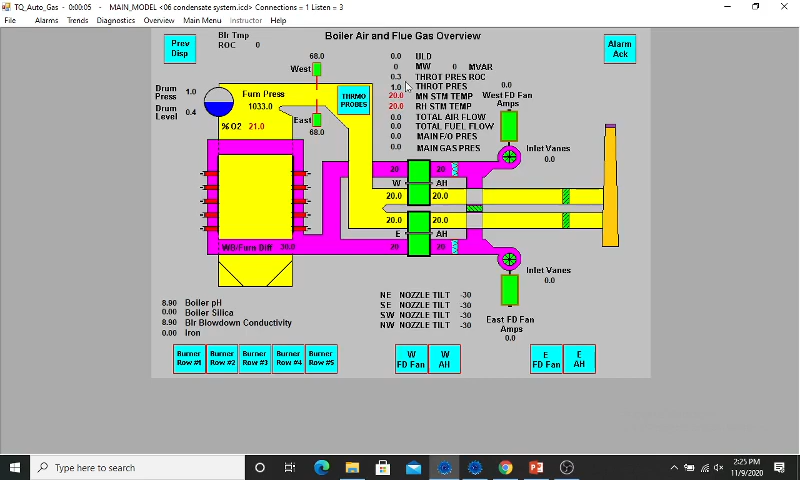 TQ_Auto_Gas - 0:00:05 MAIN_MODEL <06 condensate system.icd> Connections = 1 Listen = 3
File Alarms Trends Diagnostics Overview Main Menu Instructor Help
Prev Disp
Blr Tmp ROC 0
Boiler Air and Flue Gas Overview
Alarm Ack
68.0
West
0.0 ULD
0 MW 0 MVAR
0.3 THROT PRES ROC
1.0 THROT PRES
20.0 MN STM TEMP
20.0 RH STM TEMP
0.0 TOTAL AIR FLOW
0.0 TOTAL FUEL FLOW
0.0 MAIN F/O PRES
0.0 MAIN GAS PRES
0.0
West FD Fan Amps
Drum Press 1.0
Drum Level 0.4
Furn Press 1033.0
% O2 21.0
THRMO PROBES
East
68.0
Inlet Vanes 0.0
20 20
W AH
20.0 20.0
20.0 20.0
E AH
20 20
WB/Furn Diff 30.0
Inlet Vanes 0.0
East FD Fan Amps
0.0
NE NOZZLE TILT -30
SE NOZZLE TILT -30
SW NOZZLE TILT -30
NW NOZZLE TILT -30
8.90 Boiler pH
0.00 Boiler Silica
8.90 Blr Blowdown Conductivity
0.00 Iron
Burner Row #1
Burner Row #2
Burner Row #3
Burner Row #4
Burner Row #5
W FD Fan
W AH
E FD Fan
E AH
Type here to search
2:25 PM
11/9/2020